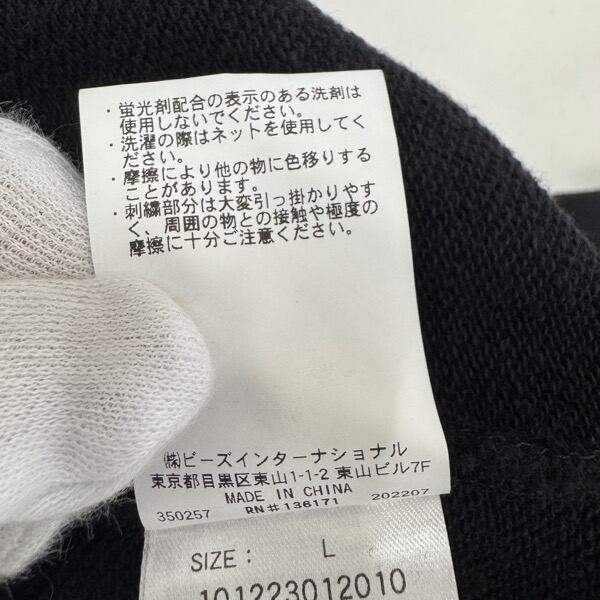 ・蛍光剤配合の表示のある洗剤は
使用しないでください。
・洗濯の際はネットを使用してく
ださい。
・摩擦により他の物に色移りする
ことがあります。
・刺繍部分は大変引っ掛かりやす
く、周囲の物との接触や極度の
摩擦に十分ご注意ください。
㈱ビーズインターナショナル
東京都目黒区東山1-1-2 東山ビル7F
MADE IN CHINA
350257 RN#136171 202207
SIZE: L
101223012010